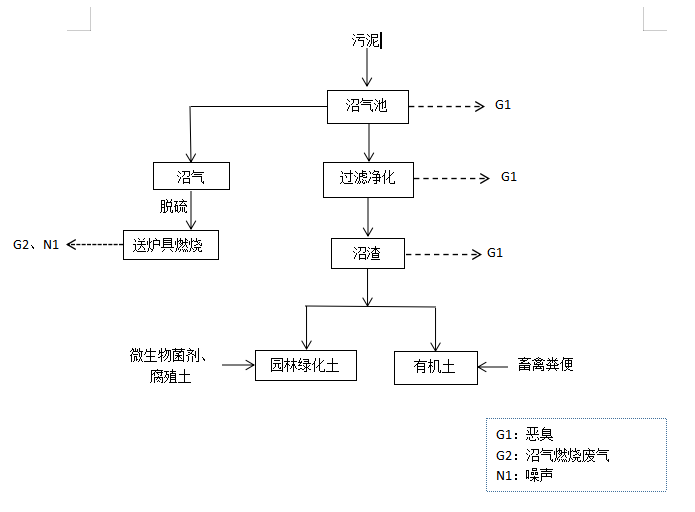 污泥
沼气池
G1
沼气
过滤净化
G1
脱硫
G2、N1
送炉具燃烧
沼渣
G1
微生物菌剂、
腐殖土
园林绿化土
有机土
畜禽粪便
G1：恶臭
G2：沼气燃烧废气
N1：噪声